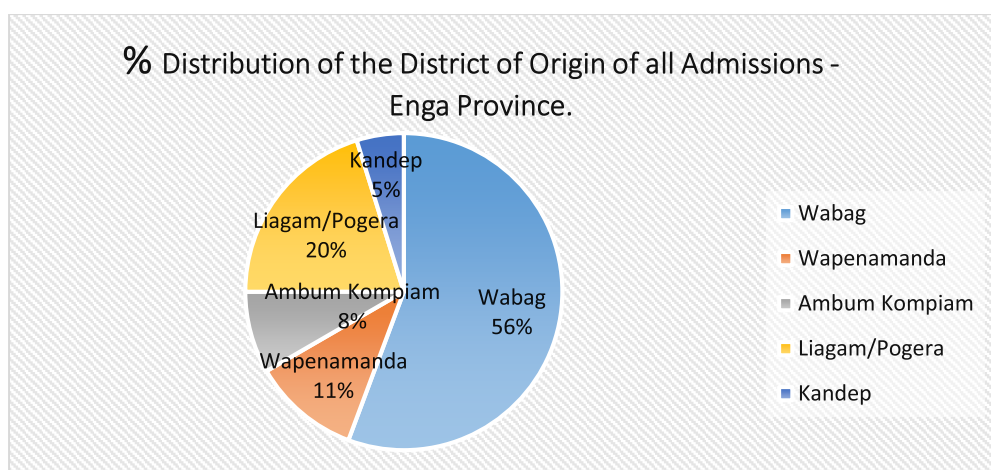 % Distribution of the District of Origin of all Admissions -
Enga Province.
Kandep
5%
Liagam/Pogera
20%
Ambum Kompiam
8%
Wapenamanda
11%
Wabag
56%
Wabag
Wapenamanda
Ambum Kompiam
Liagam/Pogera
Kandep